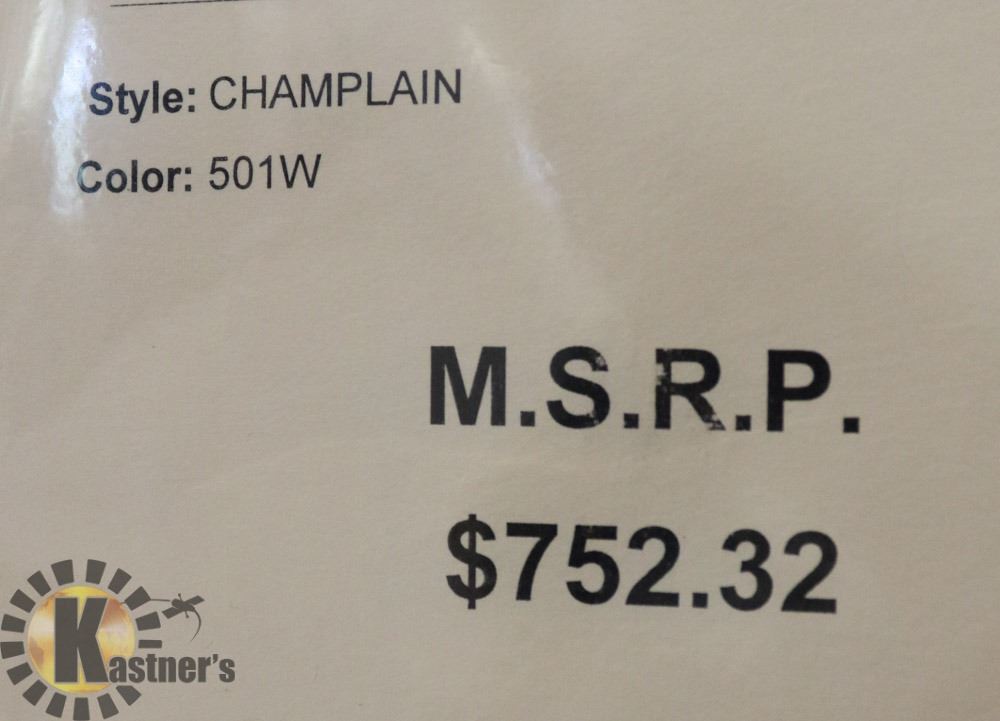 Style: CHAMPLAIN
Color: 501W
M.S.R.P.
$752.32
Kastner's